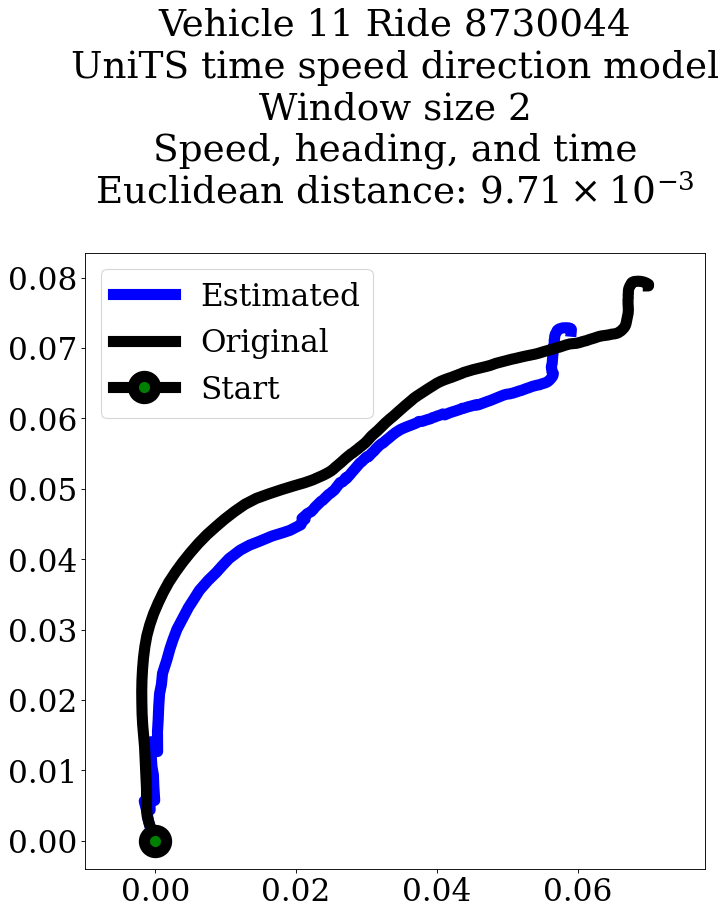 Vehicle 11 Ride 8730044
UniTS time speed direction model
Window size 2
Speed, heading, and time
Euclidean distance: 9.71 × 10⁻³
Estimated
Original
Start
0.08
0.07
0.06
0.05
0.04
0.03
0.02
0.01
0.00
0.00 0.02 0.04 0.06